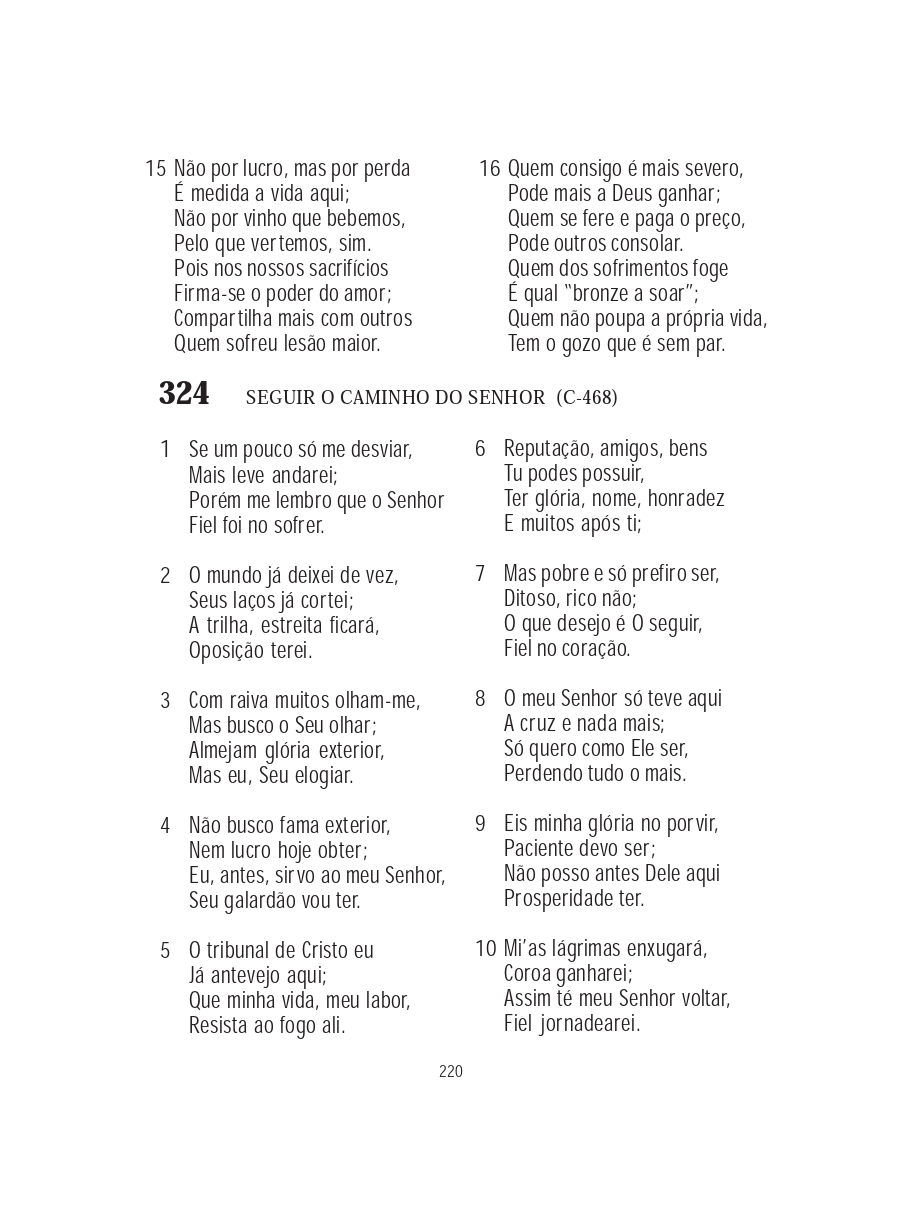 15 Não por lucro, mas por perda
É medida a vida aqui;
Não por vinho que bebemos,
Pelo que vertemos, sim.
Pois nos nossos sacrifícios
Firma-se o poder do amor;
Compartilha mais com outros
Quem sofreu lesão maior.
16 Quem consigo é mais severo,
Pode mais a Deus ganhar;
Quem se fere e paga o preço,
Pode outros consolar.
Quem dos sofrimentos foge
É qual “bronze a soar”;
Quem não poupa a própria vida,
Tem o gozo que é sem par.
324 SEGUIR O CAMINHO DO SENHOR (C-468)
1 Se um pouco só me desviar,
Mais leve andarei;
Porém me lembro que o Senhor
Fiel foi no sofrer.
2 O mundo já deixei de vez,
Seus laços já cortei;
A trilha, estreita ficará,
Oposição terei.
3 Com raiva muitos olham-me,
Mas busco o Seu olhar;
Almejam glória exterior,
Mas eu, Seu elogiar.
4 Não busco fama exterior,
Nem lucro hoje obter;
Eu, antes, sirvo ao meu Senhor,
Seu galardão vou ter.
5 O tribunal de Cristo eu
Já antevejo aqui;
Que minha vida, meu labor,
Resista ao fogo ali.
6 Reputação, amigos, bens
Tu podes possuir,
Ter glória, nome, honradez
E muitos após ti;
7 Mas pobre e só prefiro ser,
Ditoso, rico não;
O que desejo é O seguir,
Fiel no coração.
8 O meu Senhor só teve aqui
A cruz e nada mais;
Só quero como Ele ser,
Perdendo tudo o mais.
9 Eis minha glória no porvir,
Paciente devo ser;
Não posso antes Dele aqui
Prosperidade ter.
10 Mi’as lágrimas enxugará,
Coroa ganharei;
Assim té meu Senhor voltar,
Fiel jornadearei.
220